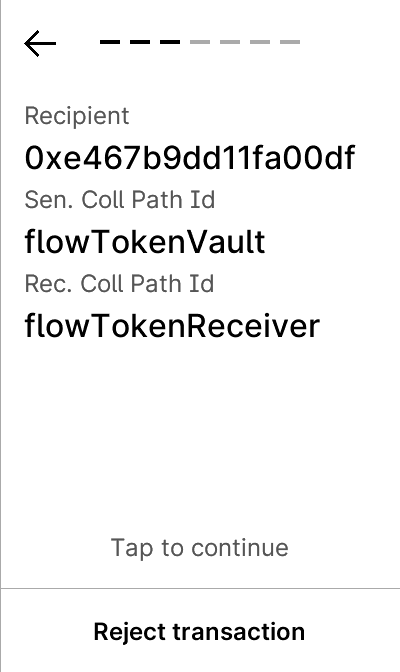 Recipient
0xe467b9dd11fa00df
Sen. Coll Path Id
flowTokenVault
Rec. Coll Path Id
flowTokenReceiver
Tap to continue
Reject transaction